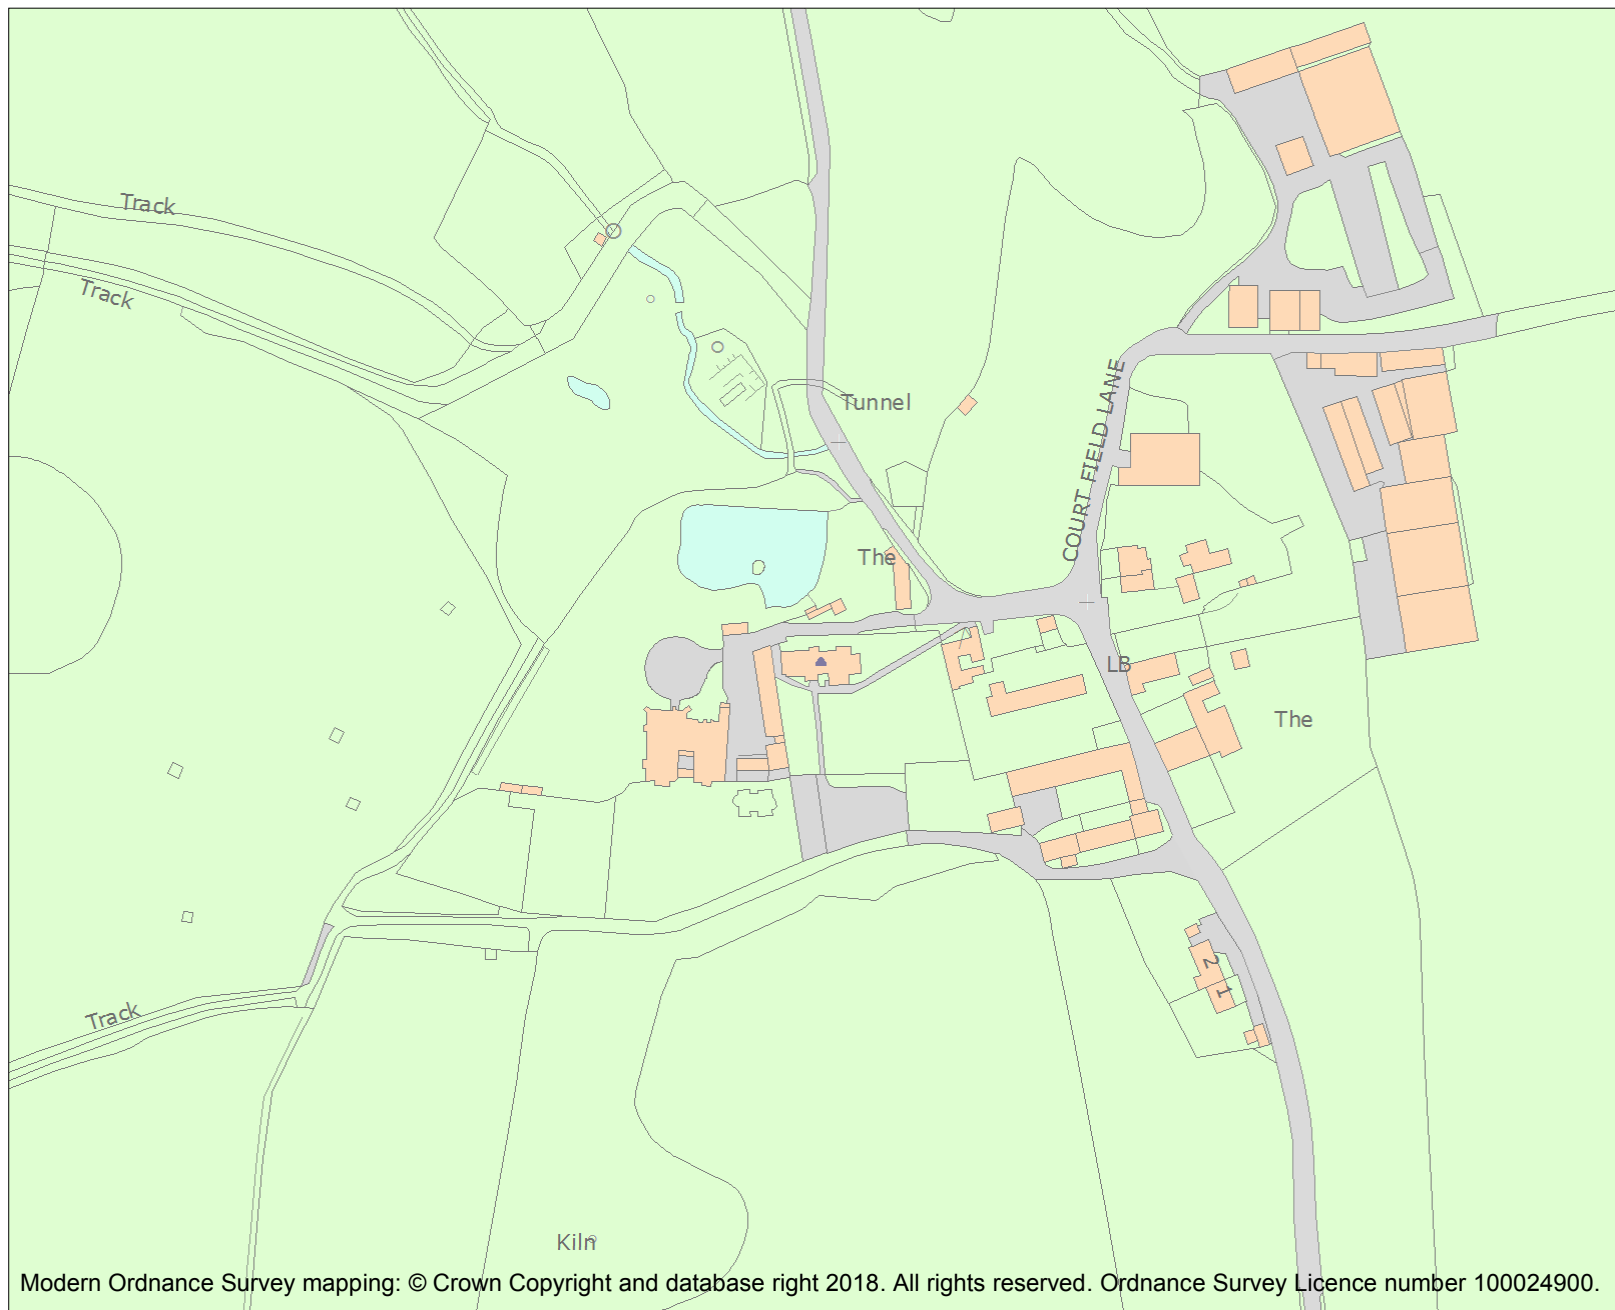 Track
Track
Tunnel
COURT FIELD LANE
The
LB
The
2
1
Track
Kiln
Modern Ordnance Survey mapping: © Crown Copyright and database right 2018. All rights reserved. Ordnance Survey Licence number 100024900.